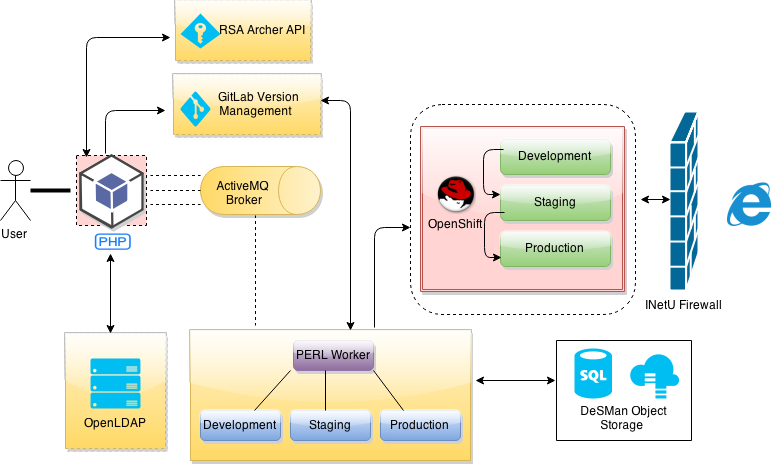 RSA Archer API
GitLab Version
Management
User
PHP
ActiveMQ
Broker
OpenShift
Development
Staging
Production
INetU Firewall
OpenLDAP
PERL Worker
Development
Staging
Production
SQL
DeSMan Object
Storage